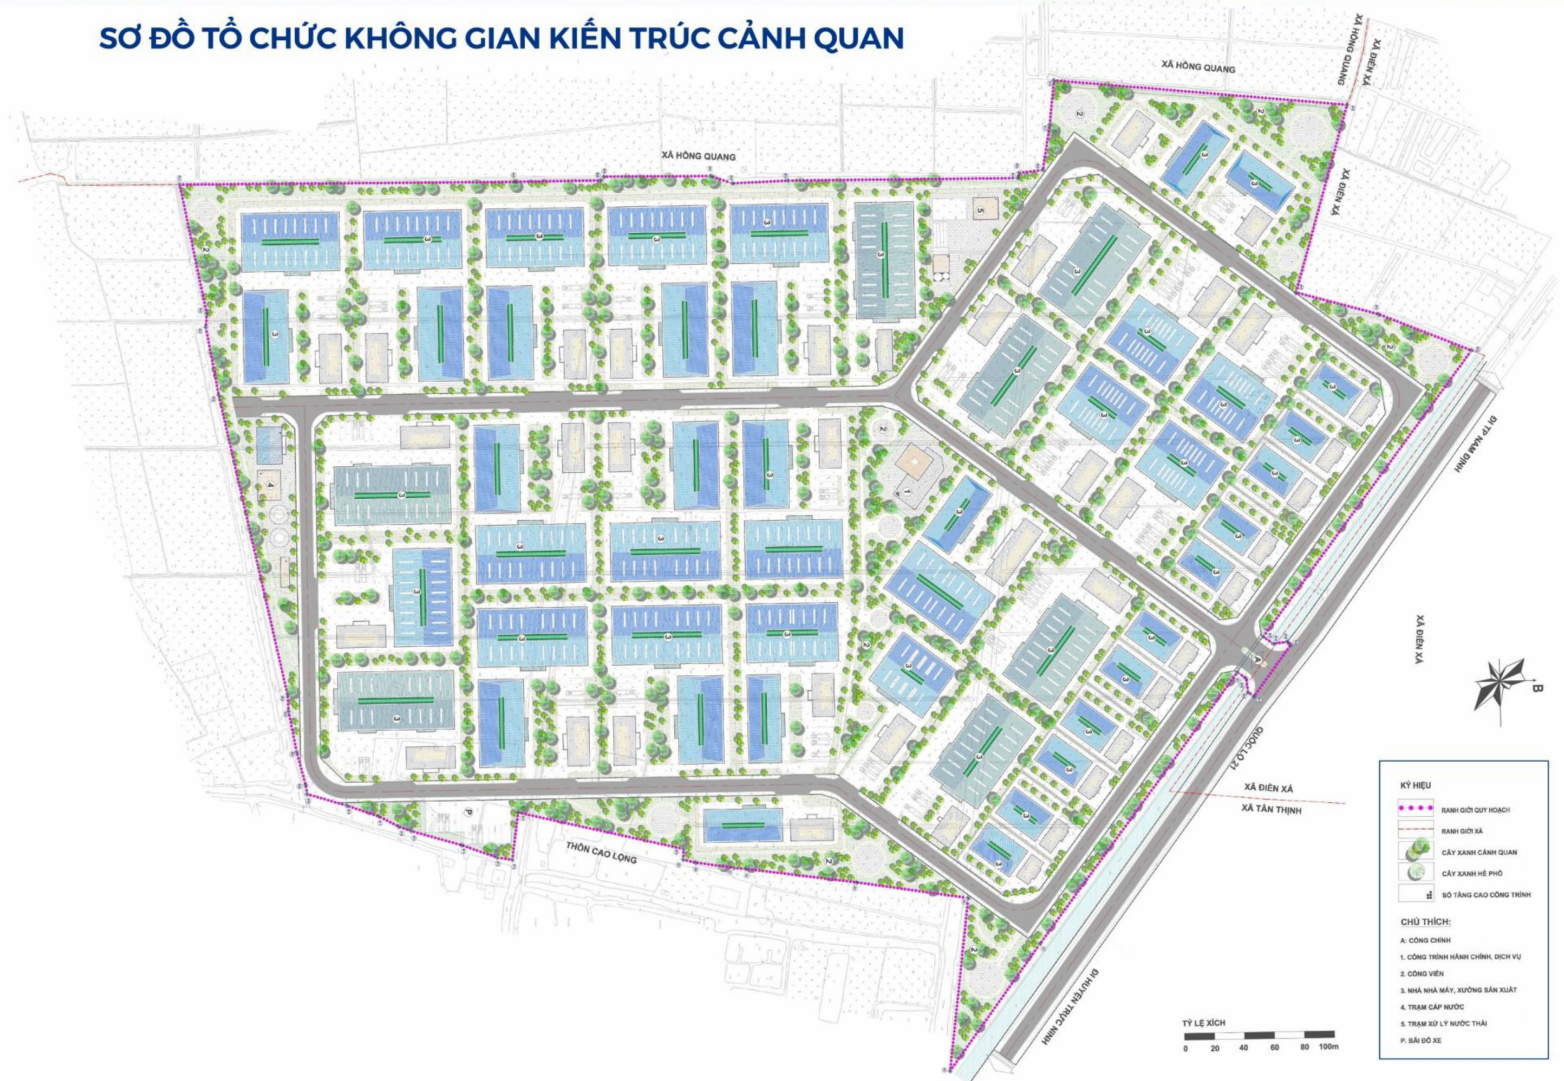 SƠ ĐỒ TỔ CHỨC KHÔNG GIAN KIẾN TRÚC CẢNH QUAN
XÃ HỒNG QUANG
XÃ HỒNG QUANG
XÃ ĐIỀN XÁ
XÃ HỒNG QUANG
XÃ ĐIỀN XÁ
ĐI TP NAM ĐỊNH
XÃ ĐIỀN XÁ
B
A
QUỐC LỘ 21
XÃ ĐIỀN XÁ
XÃ TÂN THỊNH
P
THÔN CAO LỘNG
ĐI HUYỆN TRỰC NINH
TỶ LỆ XÍCH
0 20 40 60 80 100m
KÝ HIỆU
RANH GIỚI QUY HOẠCH
RANH GIỚI XÃ
CÂY XANH CẢNH QUAN
CÂY XANH HÈ PHỐ
SỐ TẦNG CAO CÔNG TRÌNH
CHÚ THÍCH:
A: CỔNG CHÍNH
1. CÔNG TRÌNH HÀNH CHÍNH, DỊCH VỤ
2. CÔNG VIÊN
3. NHÀ NHÀ MÁY, XƯỞNG SẢN XUẤT
4. TRẠM CẤP NƯỚC
5. TRẠM XỬ LÝ NƯỚC THẢI
P. BÃI ĐỖ XE